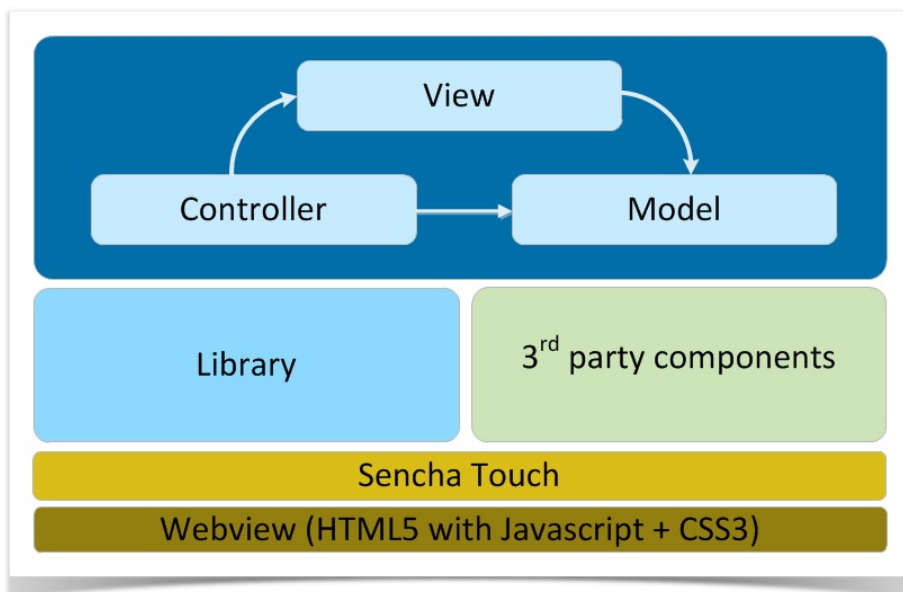 View
Controller
Model
Library
3rd party components
Sencha Touch
Webview (HTML5 with Javascript + CSS3)